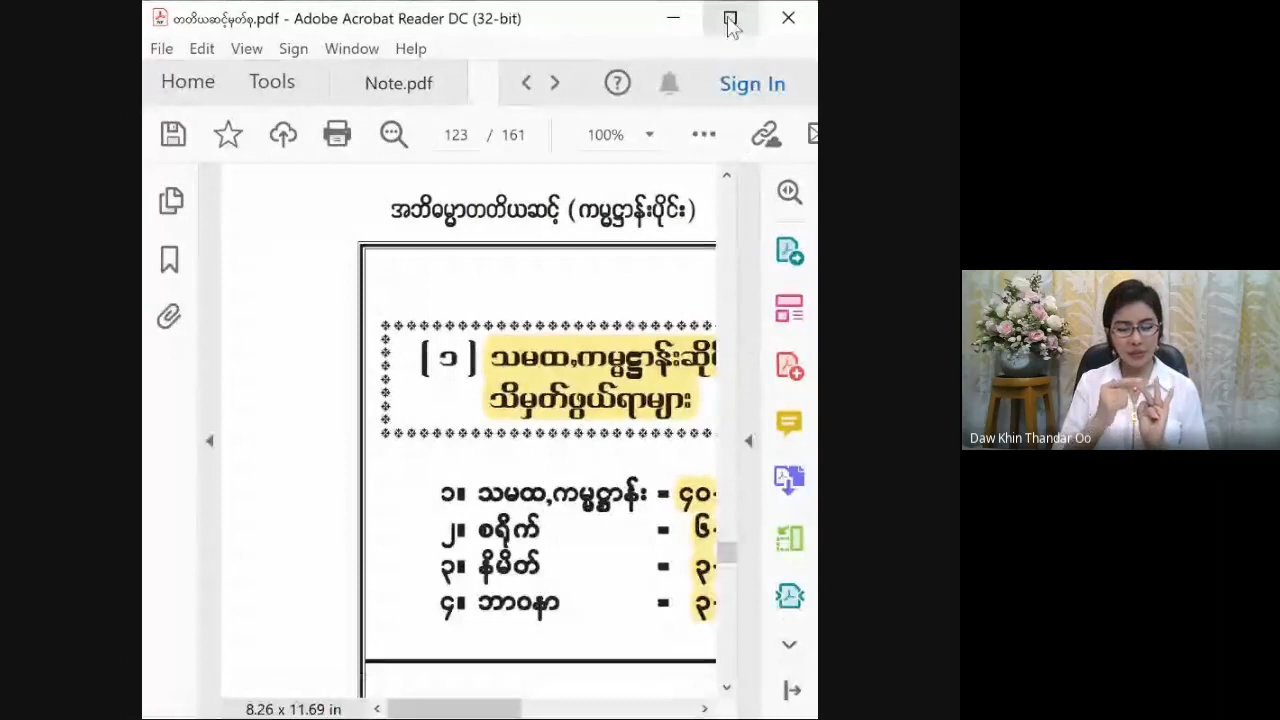 တတိယဆင့်မှတ်စု.pdf - Adobe Acrobat Reader DC (32-bit)
File Edit View Sign Window Help
Home Tools Note.pdf Sign In
123 / 161 100%
အဘိဓမ္မာတတိယဆင့် (ကမ္မဋ္ဌာန်းပိုင်း)
(၁) သမထ,ကမ္မဋ္ဌာန်းဆို
သိမှတ်ဖွယ်ရာများ
၁။ သမထ,ကမ္မဋ္ဌာန်း = ၄၀
၂။ စရိုက် = ၆
၃။ နိမိတ် = ၃
၄။ ဘာဝနာ = ၃
8.26 x 11.69 in
Daw Khin Thandar Oo